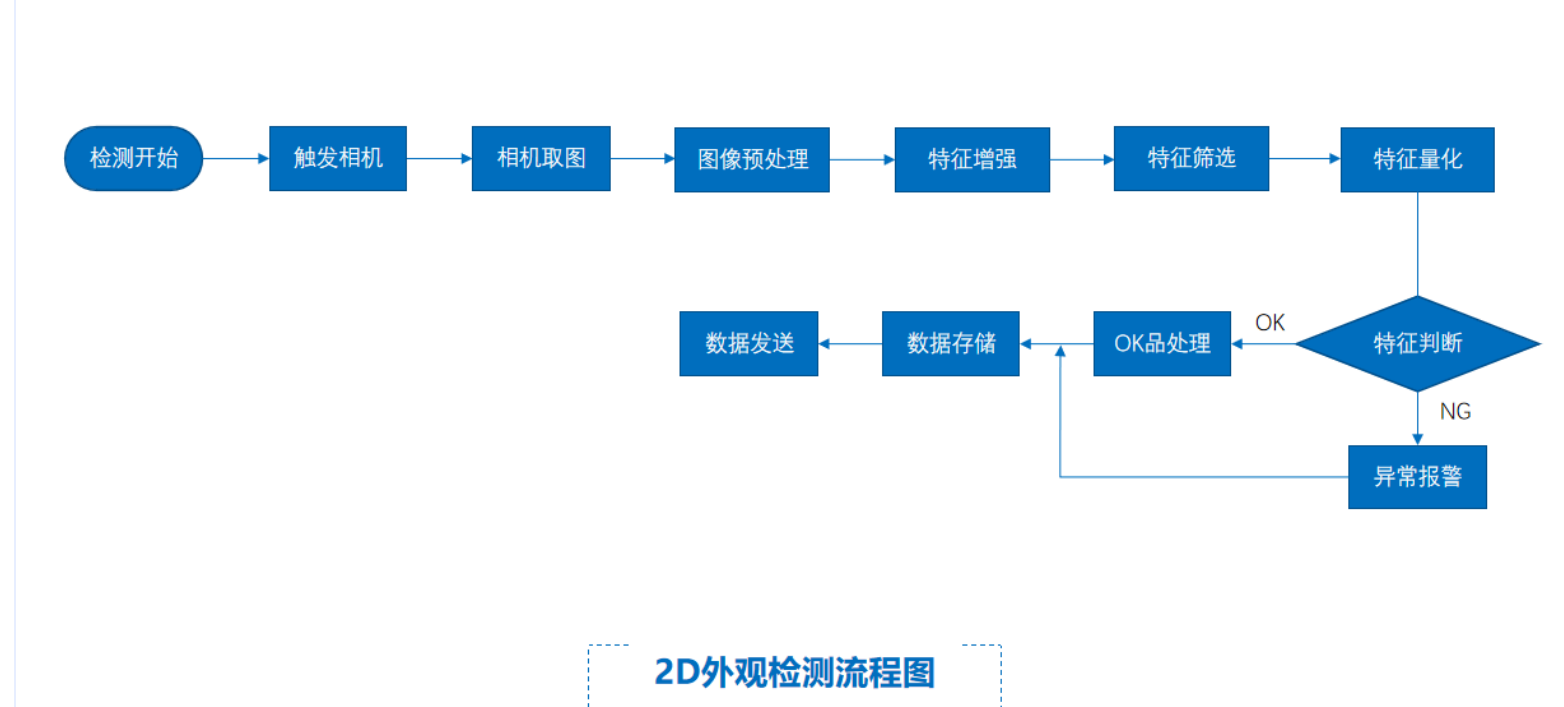 检测开始
触发相机
相机取图
图像预处理
特征增强
特征筛选
特征量化
数据发送
数据存储
OK品处理
OK
特征判断
NG
异常报警
2D外观检测流程图